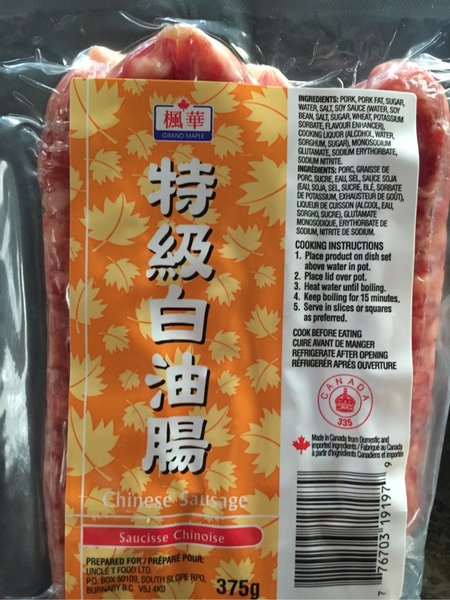 楓華
GRAND MAPLE
特級白油腸
Chinese Sausage
Saucisse Chinoise
PREPARED FOR / PRÉPARÉ POUR:
UNCLE T FOOD LTD.
P.O. BOX 50109, SOUTH SLOPE RPO,
BURNABY B.C. V5J 4K0
375g
INGREDIENTS: PORK, PORK FAT, SUGAR,
WATER, SALT, SOY SAUCE (WATER, SOY
BEAN, SALT, SUGAR, WHEAT, POTASSIUM
SORBATE, FLAVOUR ENHANCER),
COOKING LIQUOR (ALCOHOL, WATER,
SORGHUM, SUGAR), MONOSODIUM
GLUTAMATE, SODIUM ERYTHORBATE,
SODIUM NITRITE.
INGRÉDIENTS: PORC, GRAISSE DE
PORC, SUCRE, EAU, SEL, SAUCE SOJA
(EAU, SOJA, SEL, SUCRE, BLÉ, SORBATE
DE POTASSIUM, EXHAUSTEUR DE GOÛT),
LIQUEUR DE CUISSON (ALCOOL, EAU,
SORGHO, SUCRE), GLUTAMATE
MONOSODIQUE, ERYTHORBATE DE
SODIUM, NITRITE DE SODIUM.
COOKING INSTRUCTIONS
1. Place product on dish set
above water in pot.
2. Place lid over pot.
3. Heat water until boiling.
4. Keep boiling for 15 minutes.
5. Serve in slices or squares
as preferred.
COOK BEFORE EATING
CUIRE AVANT DE MANGER
REFRIGERATE AFTER OPENING
RÉFRIGÉRER APRÈS OUVERTURE
CANADA
335
Made in Canada from Domestic and
imported ingredients / Fabriqué au Canada
à partir d'ingrédients Canadiens et importés
7 76703 19197 9